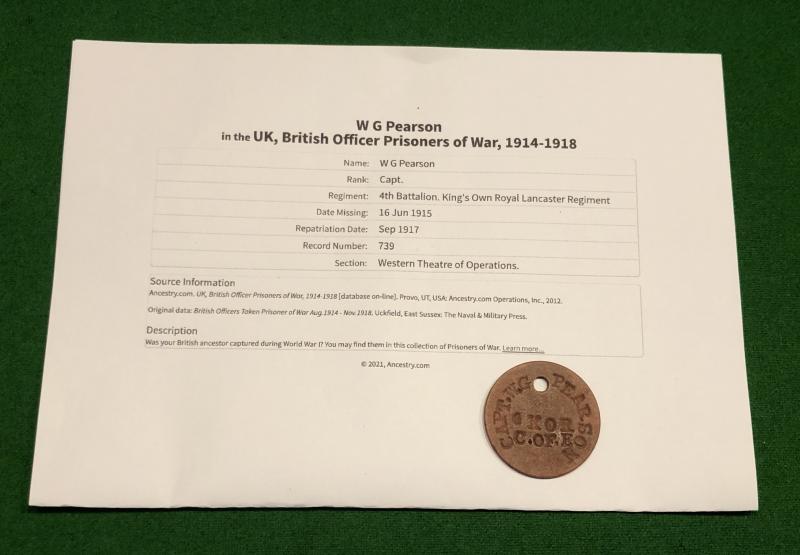 W G Pearson
in the UK, British Officer Prisoners of War, 1914-1918
Name: W G Pearson
Rank: Capt.
Regiment: 4th Battalion. King's Own Royal Lancaster Regiment
Date Missing: 16 Jun 1915
Repatriation Date: Sep 1917
Record Number: 739
Section: Western Theatre of Operations.
Source Information
Ancestry.com. UK, British Officer Prisoners of War, 1914-1918 [database on-line]. Provo, UT, USA: Ancestry.com Operations, Inc., 2012.
Original data: British Officers Taken Prisoner of War Aug.1914 - Nov.1918. Uckfield, East Sussex: The Naval & Military Press.
Description
Was your British ancestor captured during World War I? You may find them in this collection of Prisoners of War. Learn more...
© 2021, Ancestry.com
CAPT. W.G PEARSON
KOR
C.OF.E